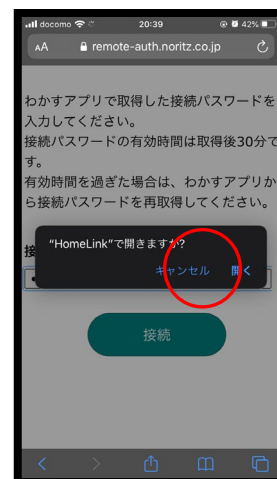 docomo 20:39 42%
AA remote-auth.noritz.co.jp
わかすアプリで取得した接続パスワードを
入力してください。
接続パスワードの有効時間は取得後30分で
す。
有効時間を過ぎた場合は、わかすアプリか
ら接続パスワードを再取得してください。
接
"HomeLink"で開きますか?
キャンセル 開く
接続